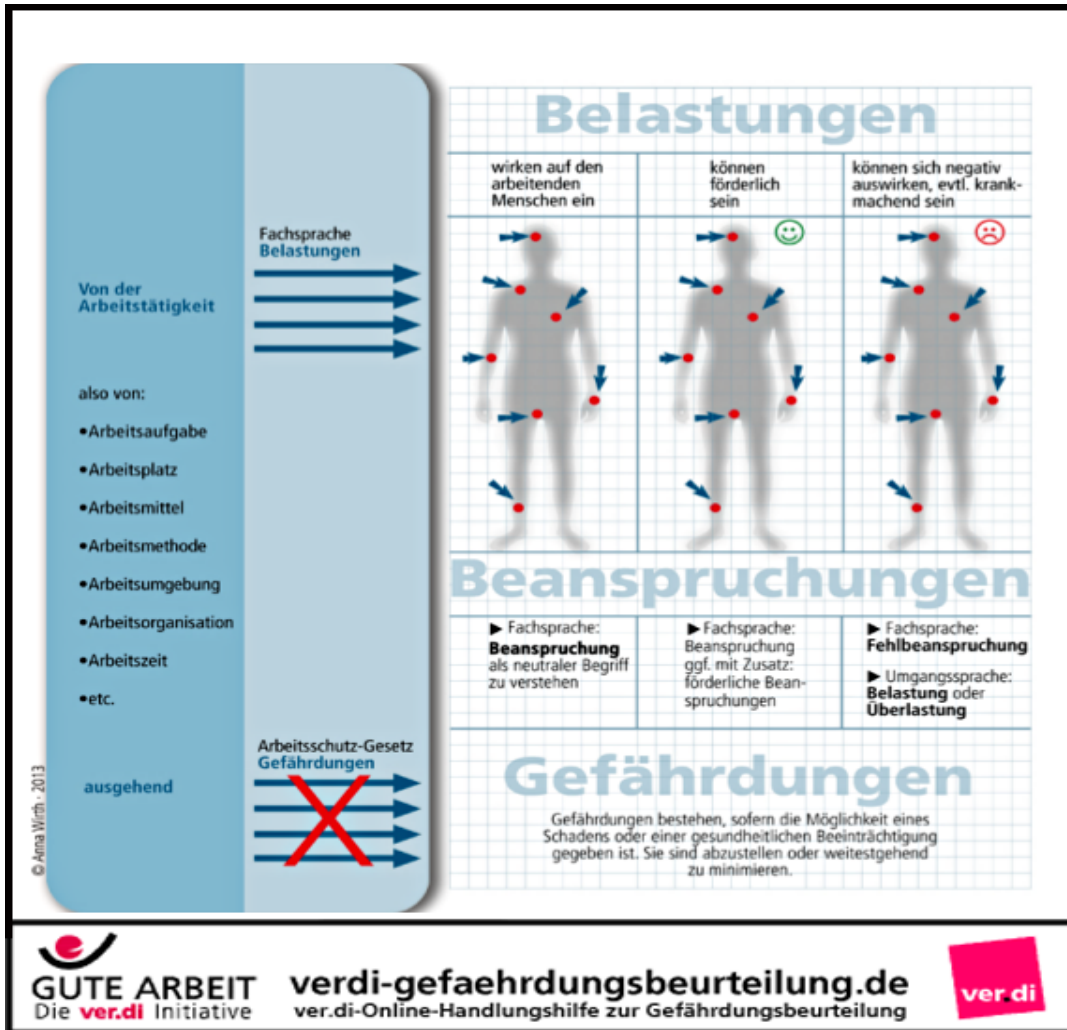 Belastungen
wirken auf den
arbeitenden
Menschen ein
können
förderlich
sein
können sich negativ
auswirken, evtl. krank-
machend sein
Fachsprache
Belastungen
Von der
Arbeitstätigkeit
also von:
•Arbeitsaufgabe
•Arbeitsplatz
•Arbeitsmittel
•Arbeitsmethode
•Arbeitsumgebung
•Arbeitsorganisation
•Arbeitszeit
•etc.
ausgehend
Arbeitsschutz-Gesetz
Gefährdungen
Beanspruchungen
► Fachsprache:
Beanspruchung
als neutraler Begriff
zu verstehen
► Fachsprache:
Beanspruchung
ggf. mit Zusatz:
förderliche Bean-
spruchungen
► Fachsprache:
Fehlbeanspruchung
► Umgangssprache:
Belastung oder
Überlastung
Gefährdungen
Gefährdungen bestehen, sofern die Möglichkeit eines
Schadens oder einer gesundheitlichen Beeinträchtigung
gegeben ist. Sie sind abzustellen oder weitestgehend
zu minimieren.
© Anna Wirth · 2013
GUTE ARBEIT
Die ver.di Initiative
verdi-gefaehrdungsbeurteilung.de
ver.di-Online-Handlungshilfe zur Gefährdungsbeurteilung
ver.di